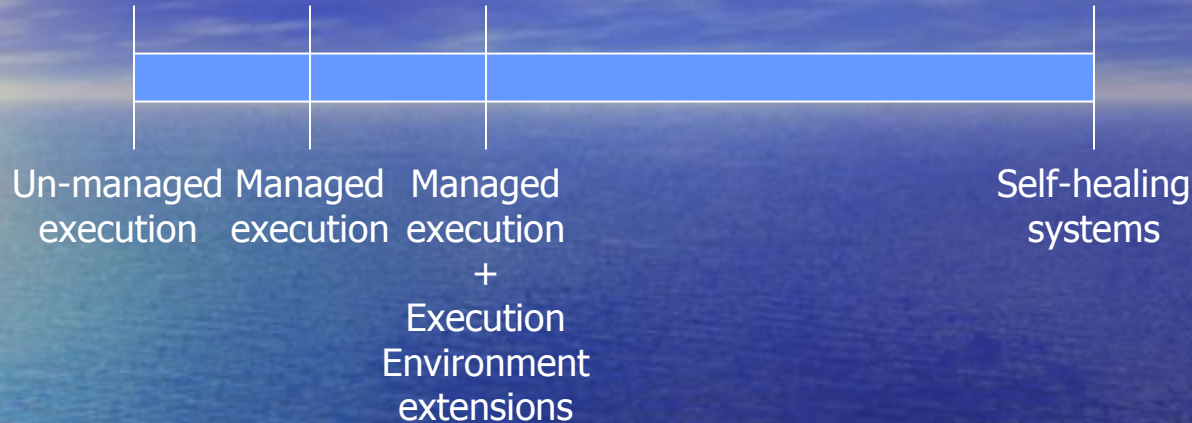 Un-managed
execution
Managed
execution
Managed
execution
+
Execution
Environment
extensions
Self-healing
systems